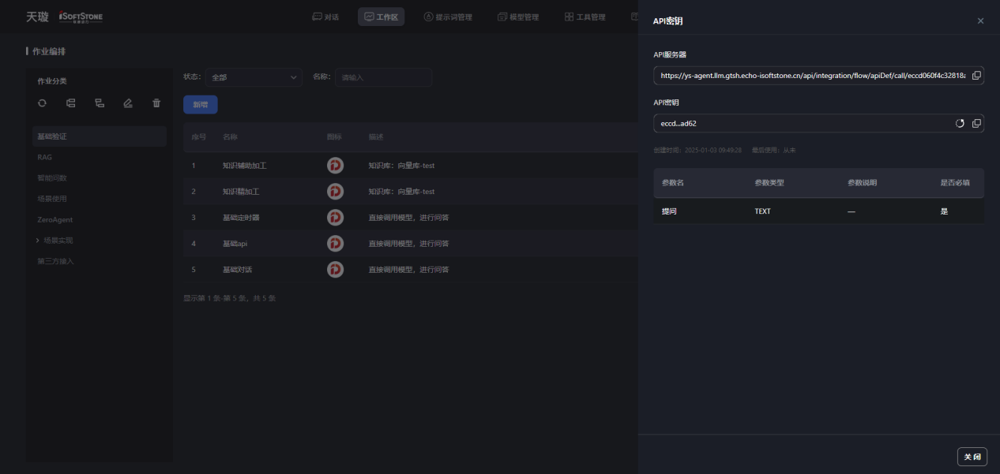 天璇 iSOFTSTONE
对话 工作区 提示词管理 模型管理 工具管理
作业编排
作业分类
基础验证
RAG
智能问数
场景使用
ZeroAgent
场景实现
第三方接入
状态: 全部 名称: 请输入
新增
序号 名称 图标 描述
1 知识辅助加工 知识库：向量库-test
2 知识精加工 知识库：向量库-test
3 基础定时器 直接调用模型，进行问答
4 基础api 直接调用模型，进行问答
5 基础对话 直接调用模型，进行问答
显示第 1 条-第 5 条，共 5 条
API密钥
API服务器
https://ys-agent.llm.gtsh.echo-isoftstone.cn/api/integration/flow/apiDef/call/eccd060f4c32818a
API密钥
eccd...ad62
创建时间：2025-01-03 09:49:28 最后使用：从未
参数名 参数类型 参数说明 是否必填
提问 TEXT — 是
关 闭